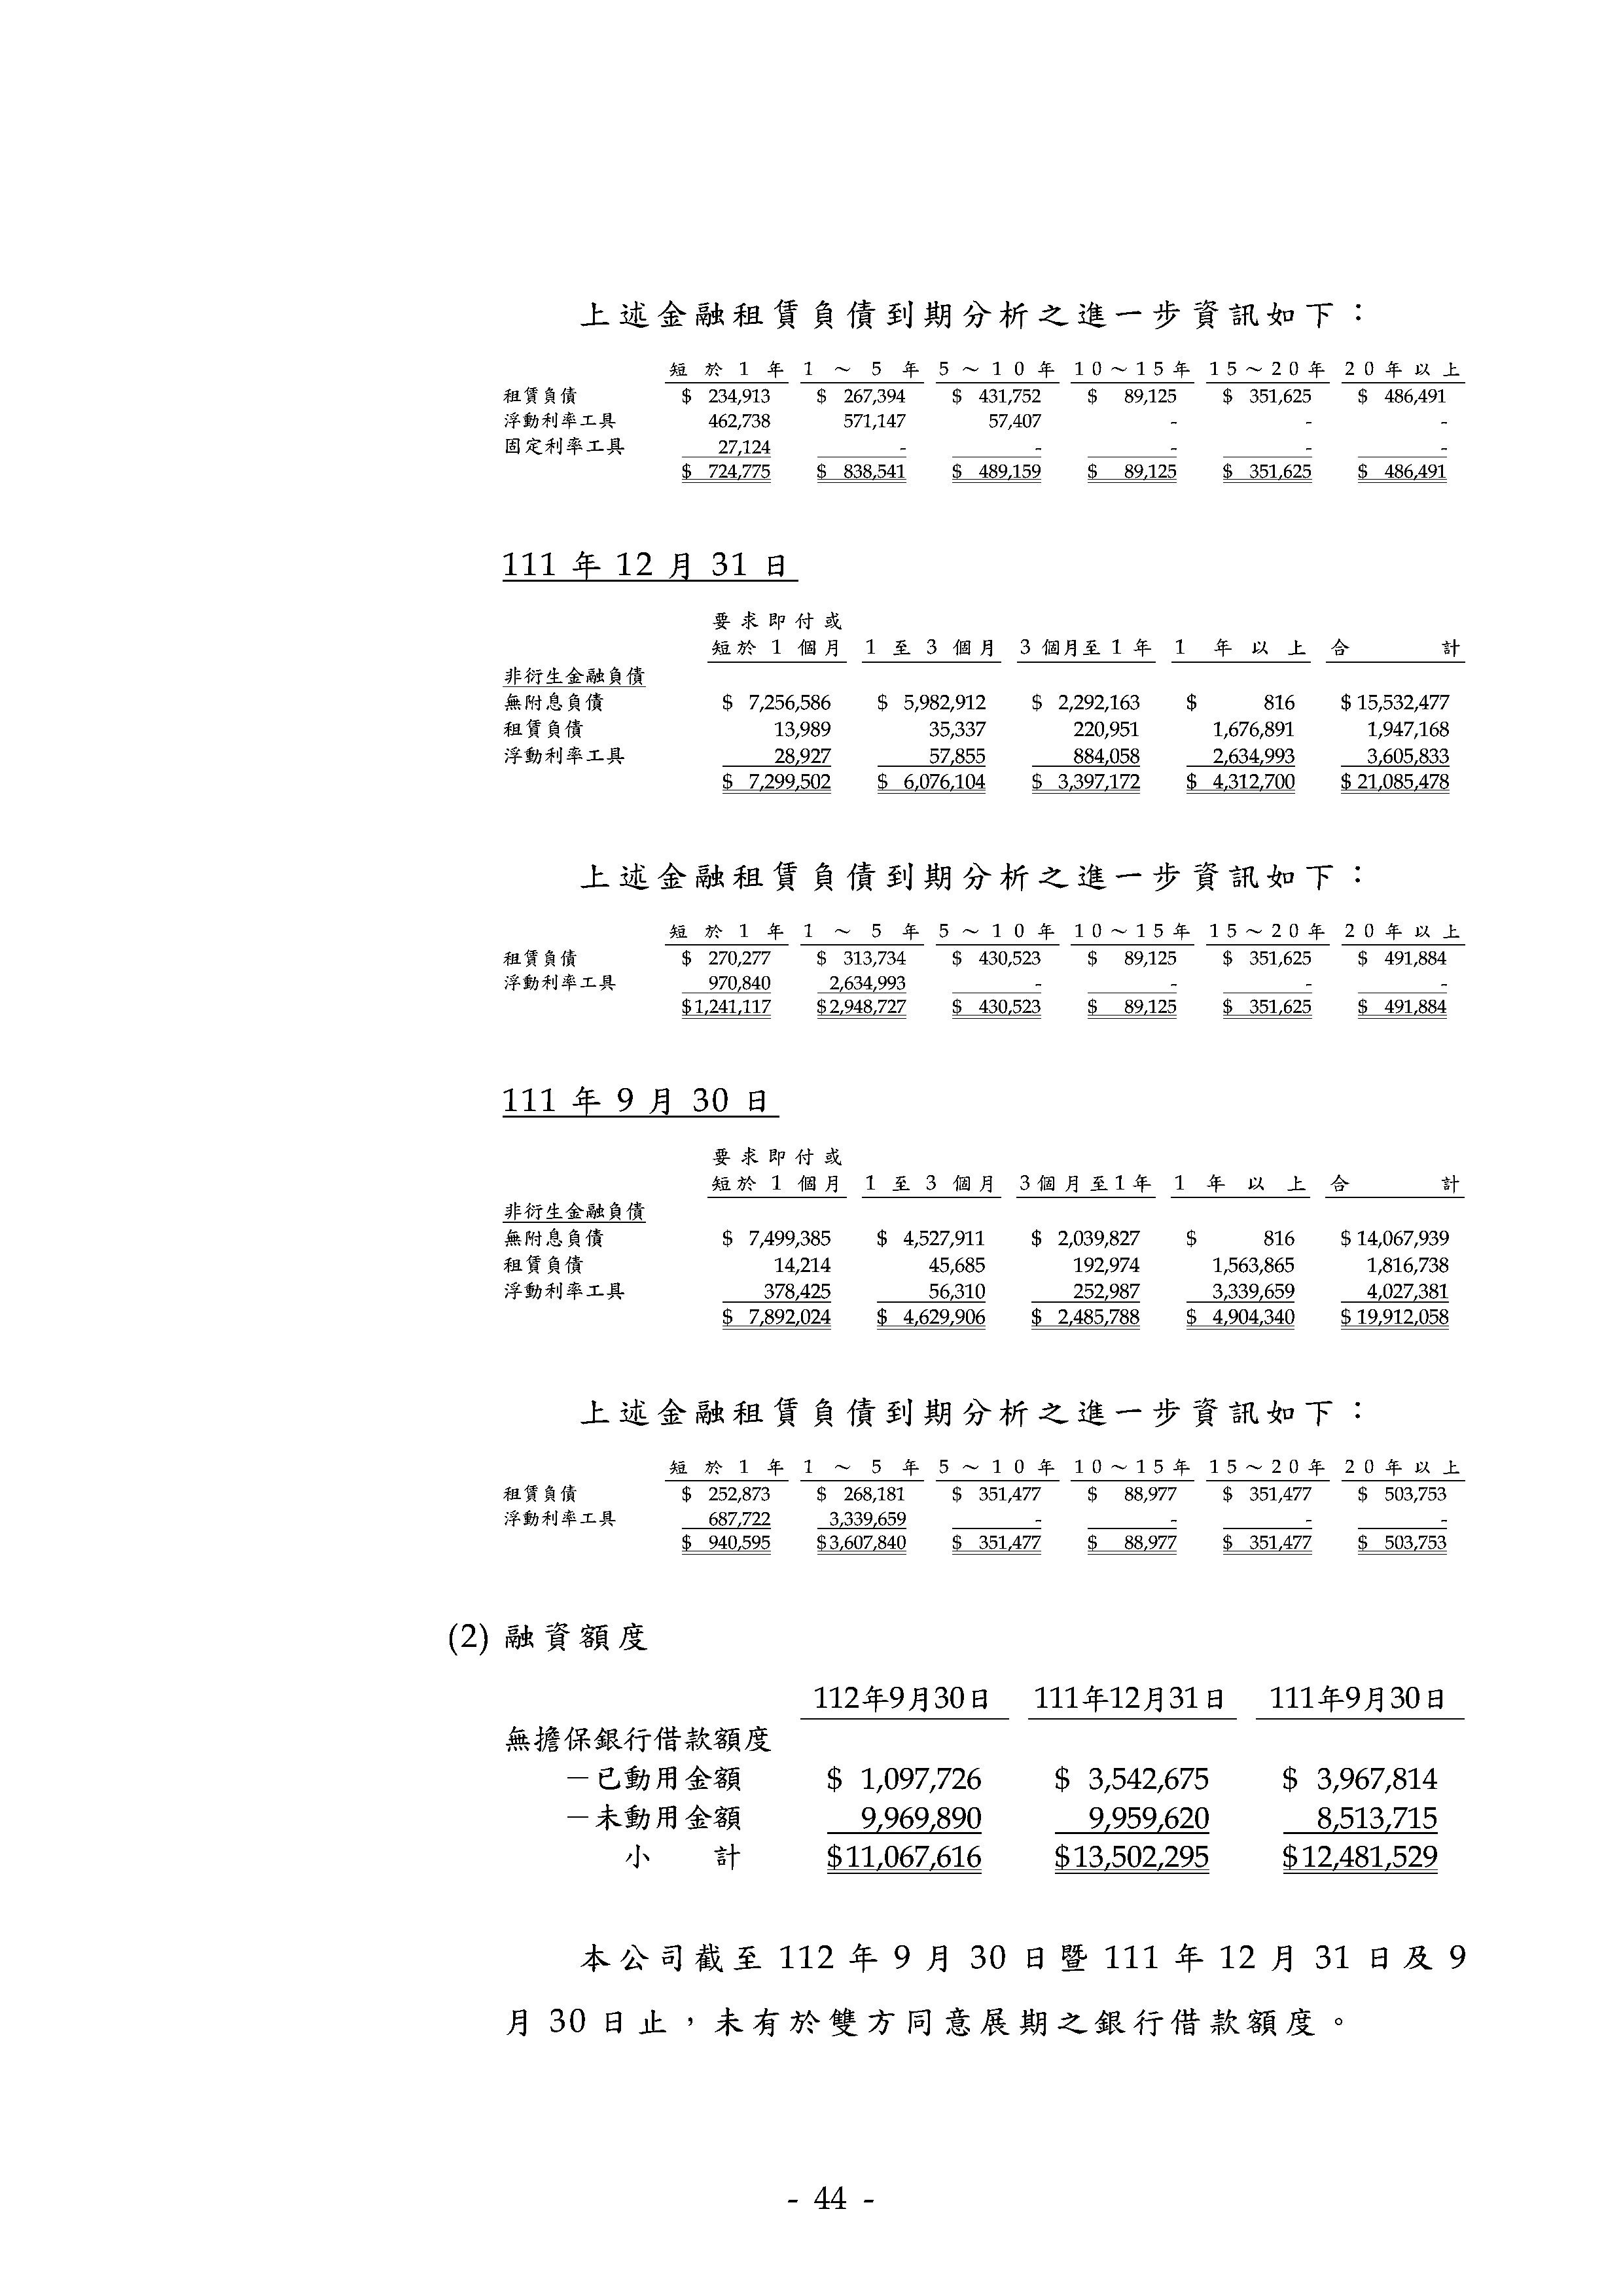 上述金融租賃負債到期分析之進一步資訊如下：
短於1年 1～5年 5～10年 10～15年 15～20年 20年以上
租賃負債 $ 234,913 $ 267,394 $ 431,752 $ 89,125 $ 351,625 $ 486,491
浮動利率工具 462,738 571,147 57,407 - - -
固定利率工具 27,124 - - - - -
$ 724,775 $ 838,541 $ 489,159 $ 89,125 $ 351,625 $ 486,491
111 年 12 月 31 日
要求即付或
短於 1 個月 1 至 3 個月 3 個月至 1 年 1 年以上 合計
非衍生金融負債
無附息負債 $ 7,256,586 $ 5,982,912 $ 2,292,163 $ 816 $ 15,532,477
租賃負債 13,989 35,337 220,951 1,676,891 1,947,168
浮動利率工具 28,927 57,855 884,058 2,634,993 3,605,833
$ 7,299,502 $ 6,076,104 $ 3,397,172 $ 4,312,700 $ 21,085,478
上述金融租賃負債到期分析之進一步資訊如下：
短於1年 1～5年 5～10年 10～15年 15～20年 20年以上
租賃負債 $ 270,277 $ 313,734 $ 430,523 $ 89,125 $ 351,625 $ 491,884
浮動利率工具 970,840 2,634,993 - - - -
$1,241,117 $2,948,727 $ 430,523 $ 89,125 $ 351,625 $ 491,884
111 年 9 月 30 日
要求即付或
短於 1 個月 1 至 3 個月 3個月至1年 1 年以上 合計
非衍生金融負債
無附息負債 $ 7,499,385 $ 4,527,911 $ 2,039,827 $ 816 $ 14,067,939
租賃負債 14,214 45,685 192,974 1,563,865 1,816,738
浮動利率工具 378,425 56,310 252,987 3,339,659 4,027,381
$ 7,892,024 $ 4,629,906 $ 2,485,788 $ 4,904,340 $ 19,912,058
上述金融租賃負債到期分析之進一步資訊如下：
短於1年 1～5年 5～10年 10～15年 15～20年 20年以上
租賃負債 $ 252,873 $ 268,181 $ 351,477 $ 88,977 $ 351,477 $ 503,753
浮動利率工具 687,722 3,339,659 - - - -
$ 940,595 $3,607,840 $ 351,477 $ 88,977 $ 351,477 $ 503,753
(2) 融資額度
112年9月30日 111年12月31日 111年9月30日
無擔保銀行借款額度
－已動用金額 $ 1,097,726 $ 3,542,675 $ 3,967,814
－未動用金額 9,969,890 9,959,620 8,513,715
小計 $11,067,616 $13,502,295 $12,481,529
本公司截至 112 年 9 月 30 日暨 111 年 12 月 31 日及 9
月 30 日止，未有於雙方同意展期之銀行借款額度。
- 44 -